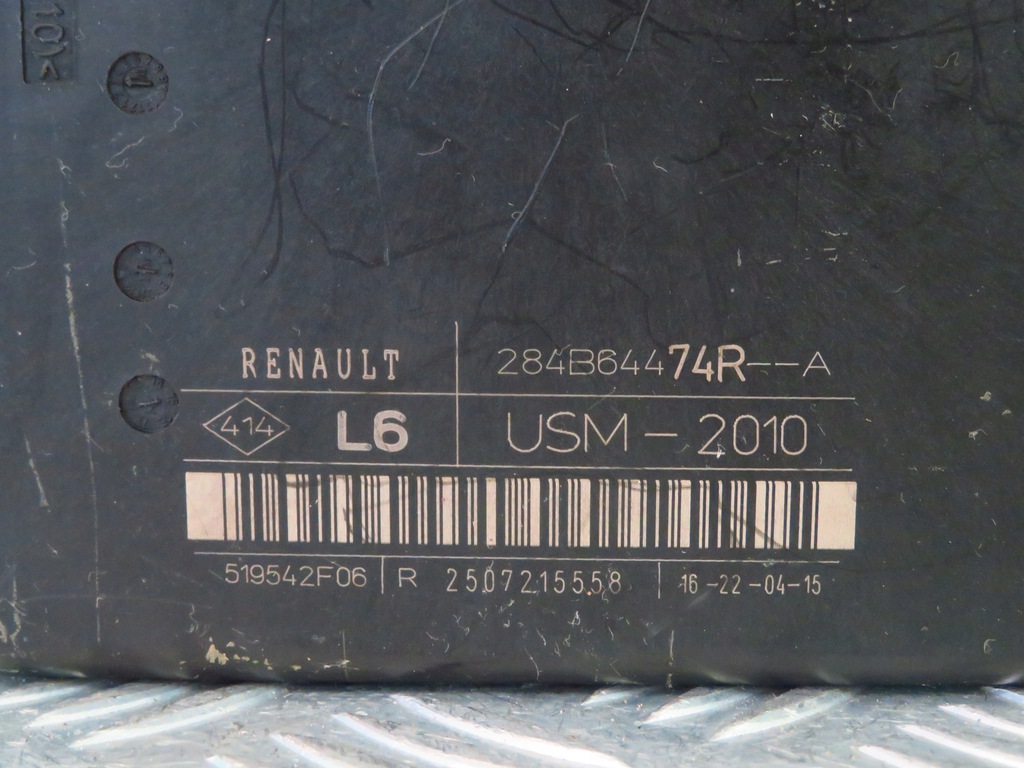 RENAULT 284B64474R--A
414 L6 USM - 2010
519542F06 R 2507215558 16-22-04-15